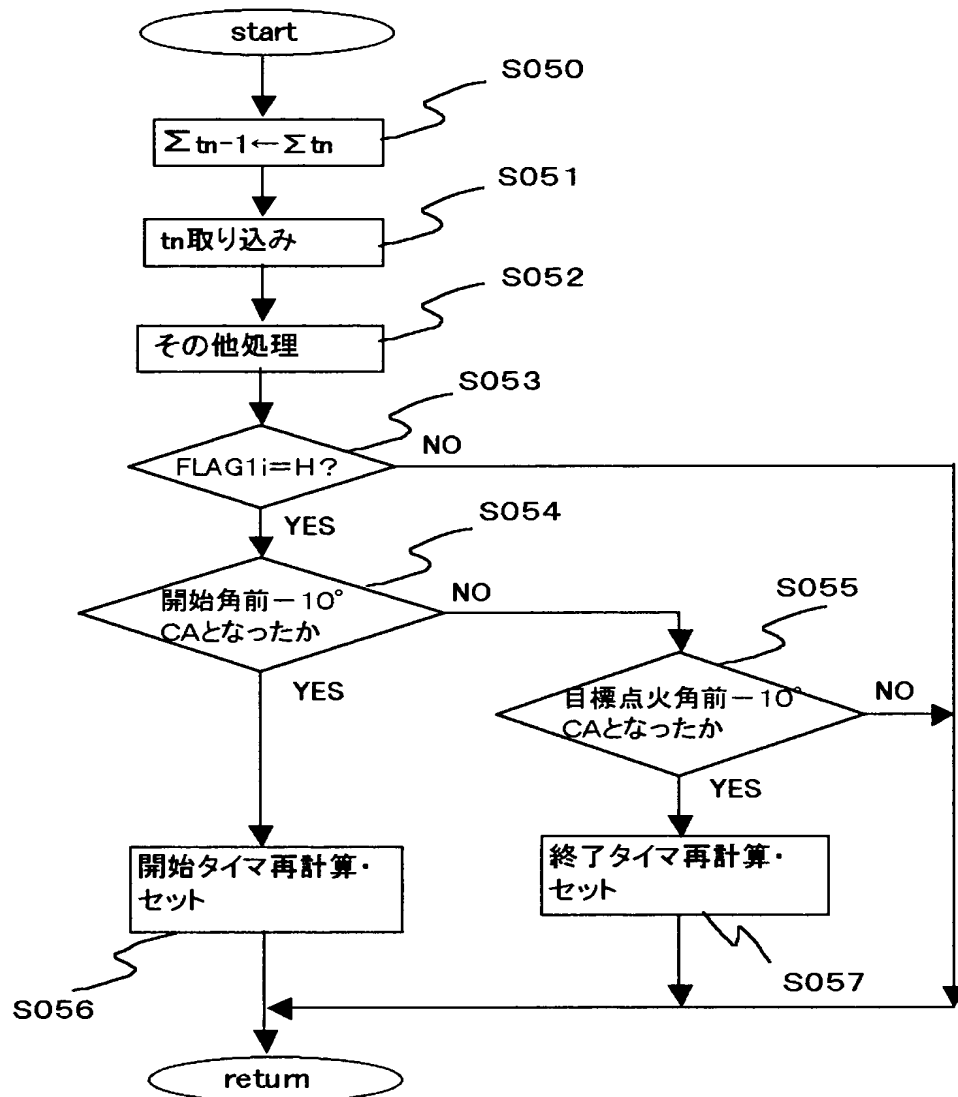 start
S050
Σtn-1←Σtn
S051
tn取り込み
S052
その他処理
S053
FLAG1i=H?
NO
YES
S054
開始角前－10°
CAとなったか
NO
YES
S055
目標点火角前－10°
CAとなったか
NO
YES
開始タイマ再計算・
セット
S056
終了タイマ再計算・
セット
S057
return